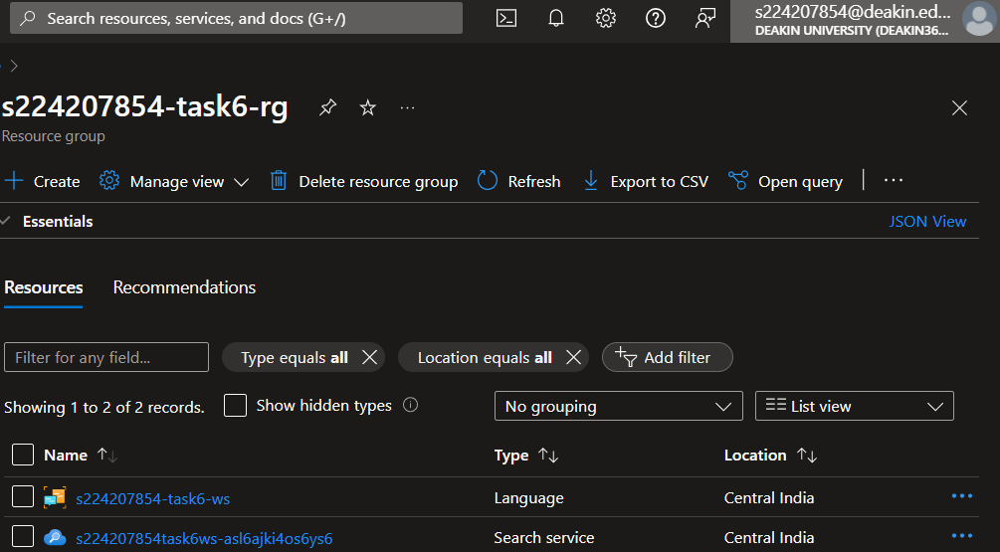 Search resources, services, and docs (G+/)
s224207854@deakin.ed...
DEAKIN UNIVERSITY (DEAKIN36...
s224207854-task6-rg
Resource group
Create Manage view Delete resource group Refresh Export to CSV Open query
Essentials JSON View
Resources Recommendations
Filter for any field... Type equals all Location equals all Add filter
Showing 1 to 2 of 2 records. Show hidden types No grouping List view
Name Type Location
s224207854-task6-ws Language Central India
s224207854task6ws-asl6ajki4os6ys6 Search service Central India